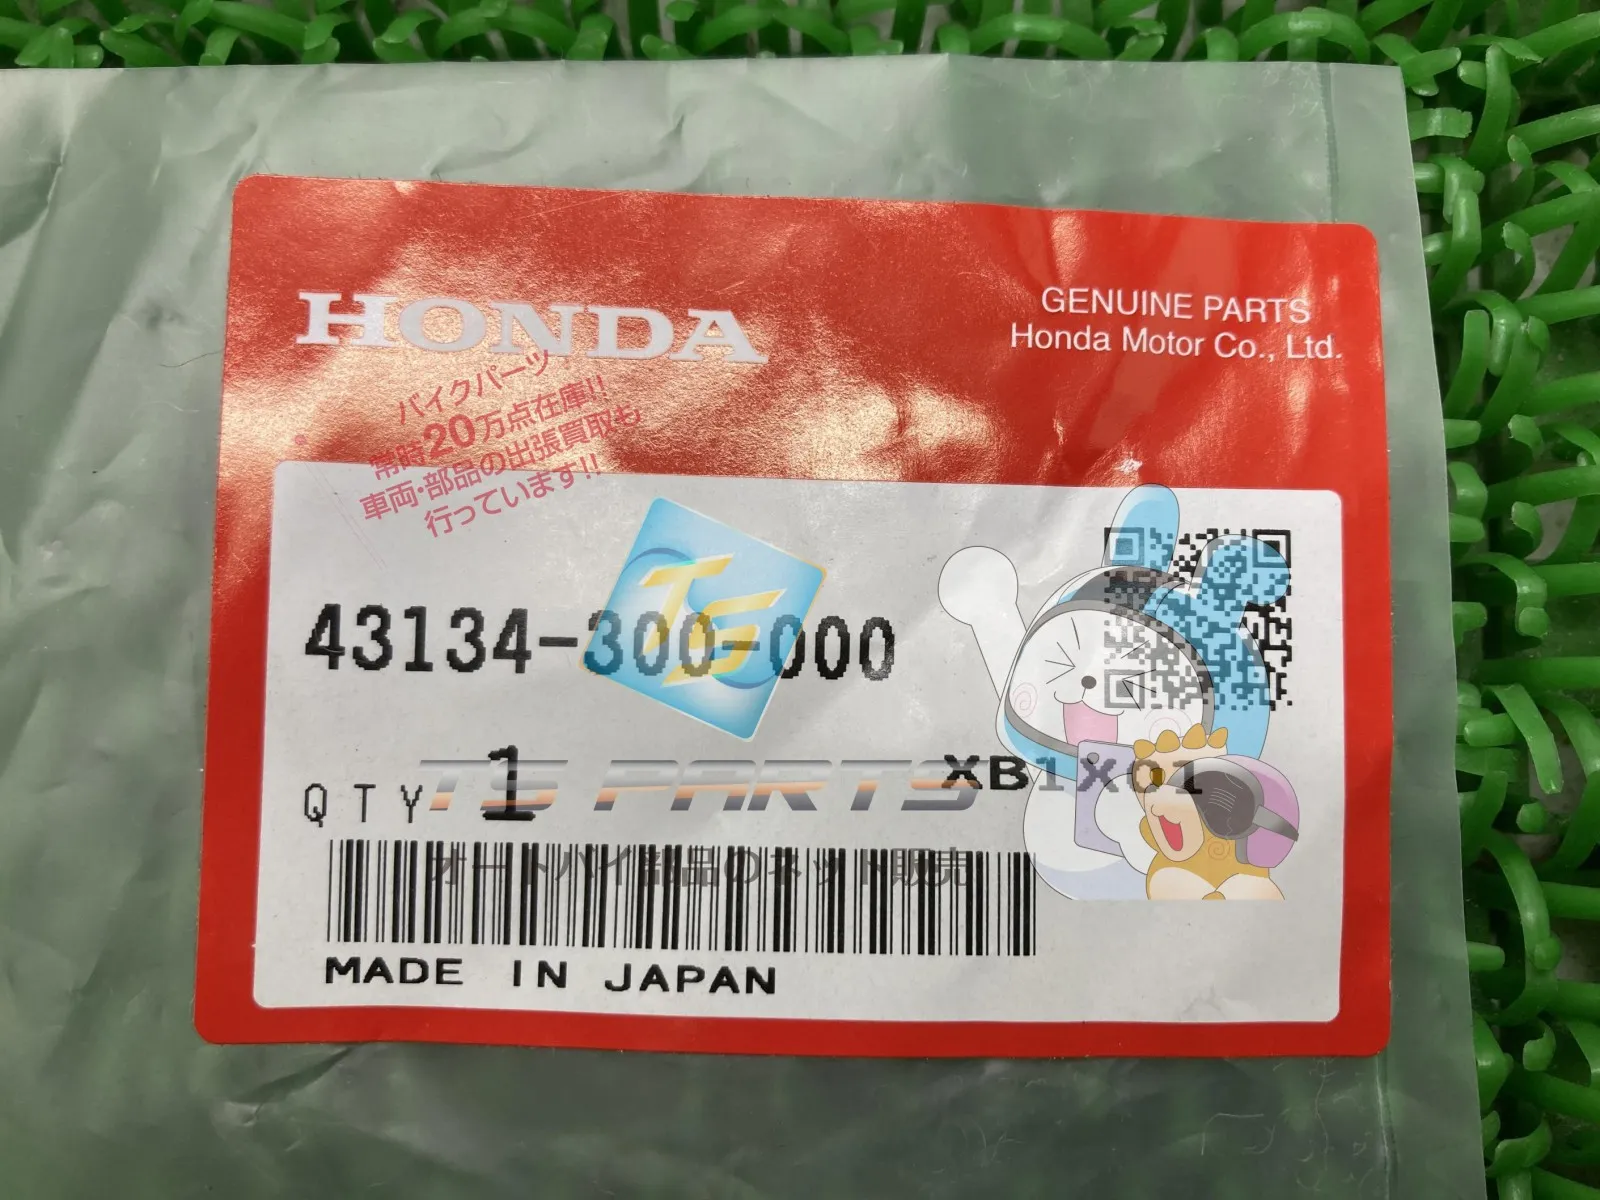 HONDA
GENUINE PARTS
Honda Motor Co., Ltd.
バイクパーツ
常時20万点在庫!!
車両・部品の出張買取も
行っています!!
TS
43134-300-000
QTY 1
XB1X01
TS PARTS
オートバイ部品のネット販売
MADE IN JAPAN